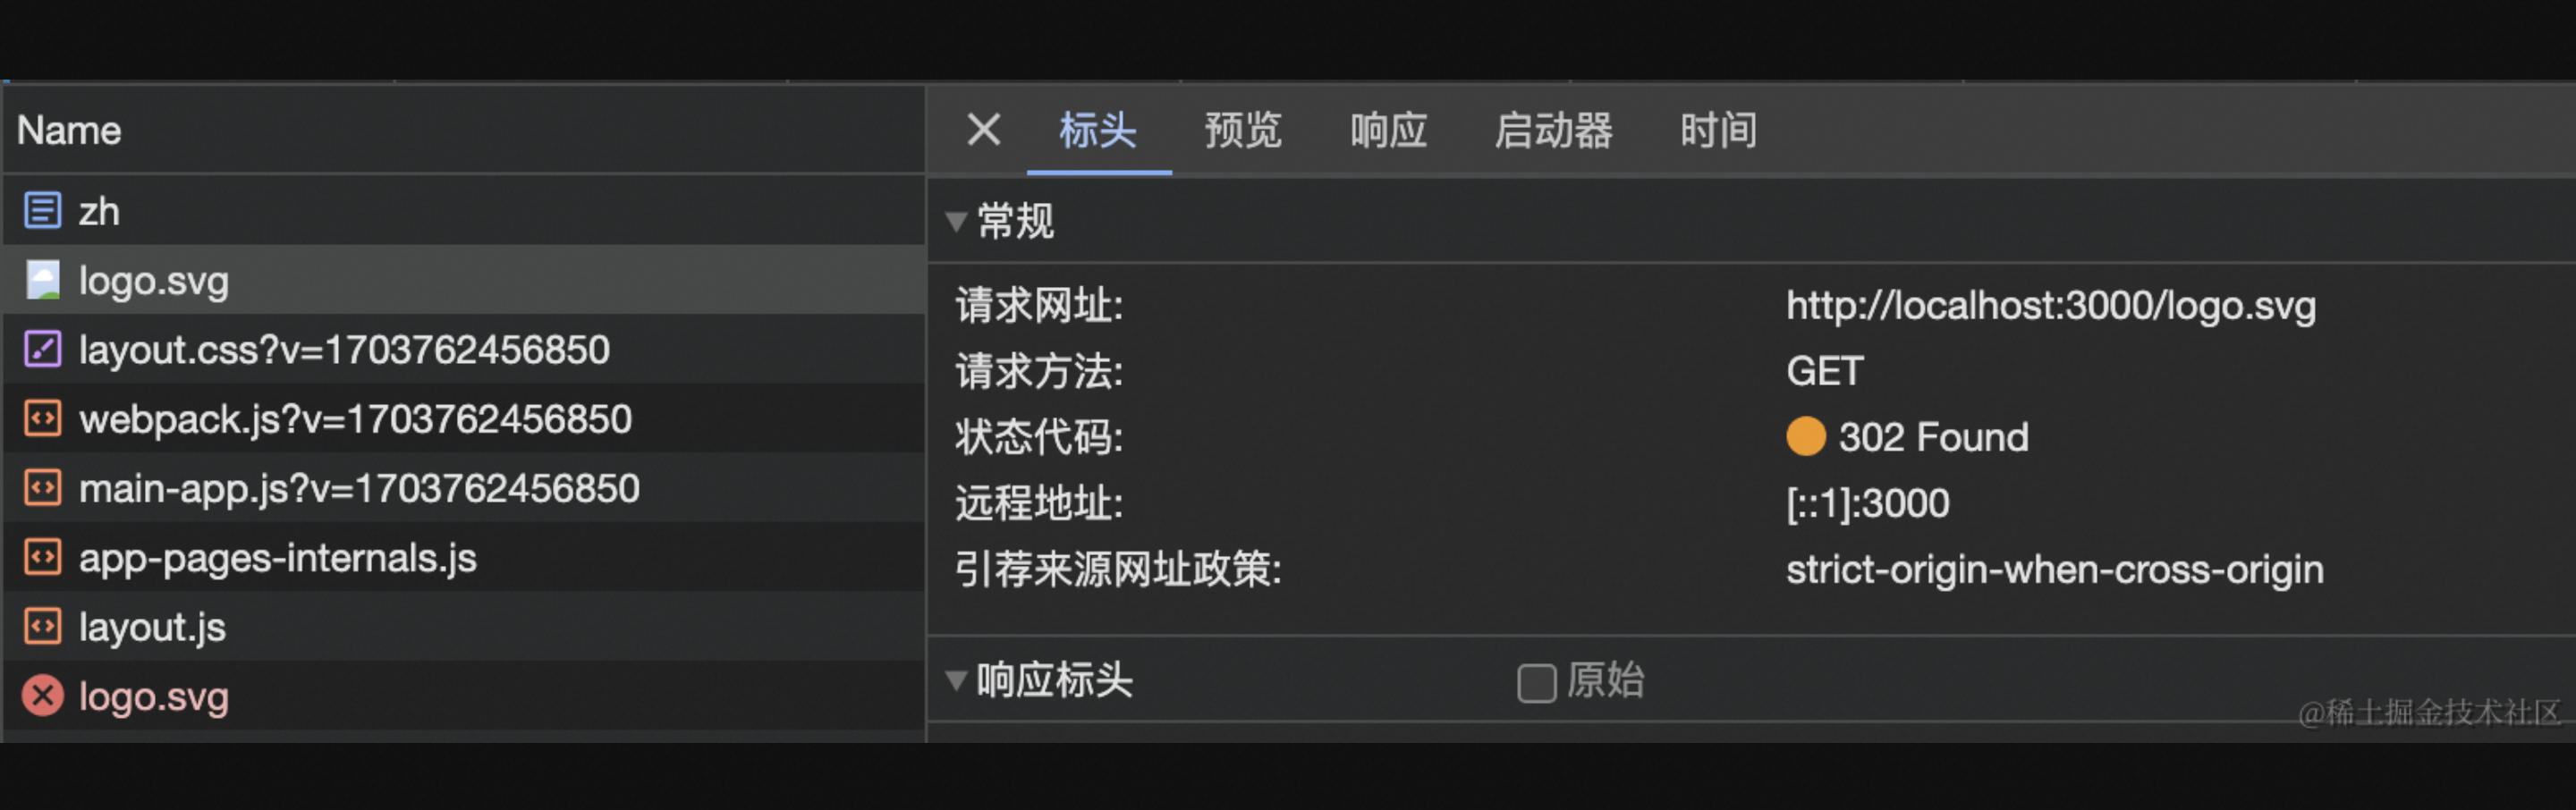 Name
zh
logo.svg
layout.css?v=1703762456850
webpack.js?v=1703762456850
main-app.js?v=1703762456850
app-pages-internals.js
layout.js
logo.svg
标头 预览 响应 启动器 时间
常规
请求网址: http://localhost:3000/logo.svg
请求方法: GET
状态代码: 302 Found
远程地址: [::1]:3000
引荐来源网址政策: strict-origin-when-cross-origin
响应标头 原始
@稀土掘金技术社区